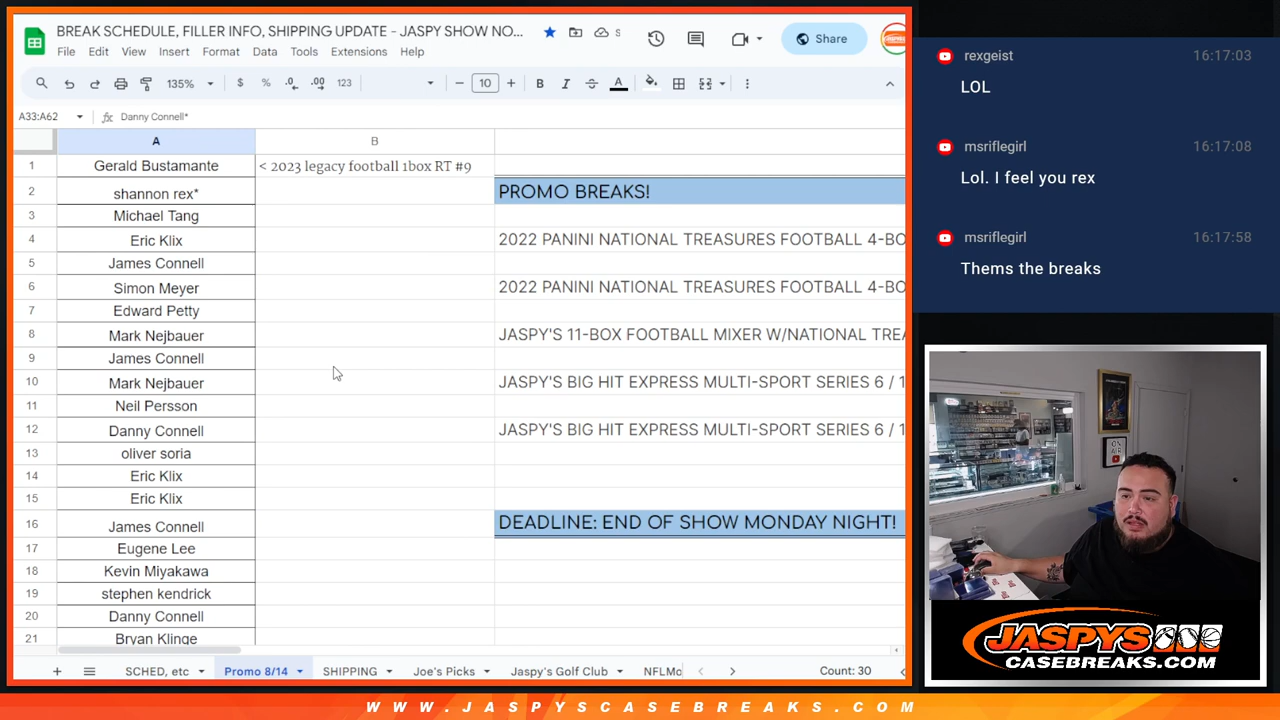 BREAK SCHEDULE, FILLER INFO, SHIPPING UPDATE - JASPY SHOW NO...
File Edit View Insert Format Data Tools Extensions Help
Share
135% $ % .0 .00 123 10 B I A
A33:A62 fx Danny Connell*
A B
1 Gerald Bustamante < 2023 legacy football 1box RT #9
2 shannon rex* PROMO BREAKS!
3 Michael Tang
4 Eric Klix 2022 PANINI NATIONAL TREASURES FOOTBALL 4-BO
5 James Connell
6 Simon Meyer 2022 PANINI NATIONAL TREASURES FOOTBALL 4-BO
7 Edward Petty
8 Mark Nejbauer JASPY'S 11-BOX FOOTBALL MIXER W/NATIONAL TREA
9 James Connell
10 Mark Nejbauer JASPY'S BIG HIT EXPRESS MULTI-SPORT SERIES 6 / 1
11 Neil Persson
12 Danny Connell JASPY'S BIG HIT EXPRESS MULTI-SPORT SERIES 6 / 1
13 oliver soria
14 Eric Klix
15 Eric Klix
16 James Connell DEADLINE: END OF SHOW MONDAY NIGHT!
17 Eugene Lee
18 Kevin Miyakawa
19 stephen kendrick
20 Danny Connell
21 Bryan Klinge
SCHED, etc Promo 8/14 SHIPPING Joe's Picks Jaspy's Golf Club NFLMo Count: 30
rexgeist 16:17:03
LOL
msriflegirl 16:17:08
Lol. I feel you rex
msriflegirl 16:17:58
Thems the breaks
ON AIR
JASPYS
CASEBREAKS.COM
WWW.JASPYSCASEBREAKS.COM